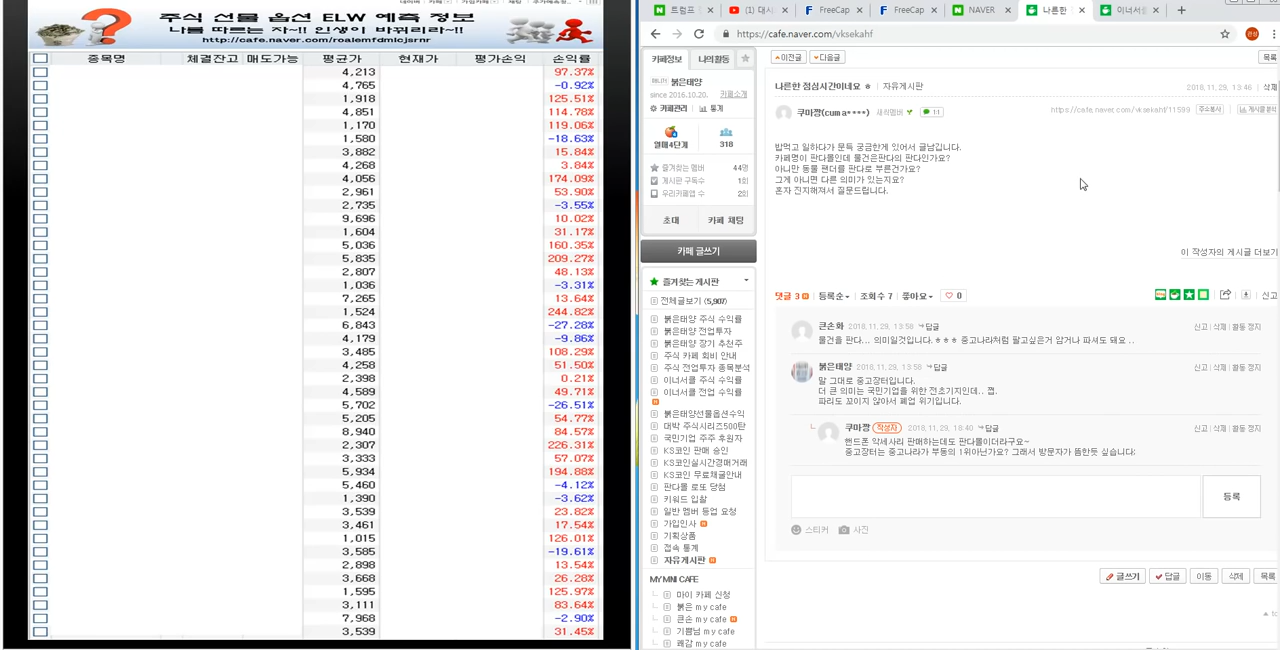 주식 선물 옵션 ELW 예측 정보
나를 따르는 자~!! 인생이 바뀌리라~!!
http://cafe.naver.com/roalemfdmlcjsrnr
종목명 체결잔고 매도가능 평균가 현재가 평가손익 손익률
4,213 97.37%
4,765 -0.92%
1,918 125.51%
4,851 114.78%
1,170 119.06%
1,580 -18.63%
3,882 15.84%
4,268 3.84%
4,056 174.09%
2,961 53.90%
2,735 -3.55%
9,696 10.02%
1,604 31.17%
5,036 160.35%
5,835 209.27%
2,807 48.13%
1,036 -3.31%
7,265 13.64%
1,524 244.82%
6,843 -27.28%
4,179 -9.86%
3,485 108.29%
4,258 51.50%
2,398 0.21%
4,589 49.71%
5,702 -26.51%
5,205 54.77%
8,940 84.57%
2,307 226.31%
3,333 57.07%
5,934 194.88%
5,460 -4.12%
1,390 -3.62%
3,539 23.82%
3,461 17.54%
1,015 126.01%
3,585 -19.61%
2,898 13.54%
3,668 26.28%
1,595 125.97%
3,111 83.64%
7,968 -2.90%
3,539 31.45%
트럼프 (1) 대시 FreeCap FreeCap NAVER 나른한 이너서클
https://cafe.naver.com/vksekahf
카페정보 나의활동
붉은태양
since 2016.10.20. 카페소개
카페관리 통계
열매4단계 318
즐겨찾는 멤버 44명
게시판 구독수 1회
우리카페앱 수 2회
초대 카페 채팅
카페 글쓰기
즐겨찾는 게시판
전체글보기 (5,907)
붉은태양 주식 수익률
붉은태양 전업투자
붉은태양 장기 추천주
주식 카페 회비 안내
주식 전업투자 종목분석
이너서클 주식 수익률
이너서클 전업 수익률
붉은태양선물옵션수익
대박 주식시리즈500탄
국민기업 주주 후원자
KS코인 판매 승인
KS코인실시간경매거래
KS코인 무료채굴안내
판다몰 로또 당첨
키워드 입찰
일반 멤버 등업 요청
가입인사
기획상품
접속 통계
자유게시판
MY MINI CAFE
마이 카페 신청
붉은 my cafe
큰손 my cafe
기쁨님 my cafe
쾌감 my cafe
이전글 다음글 목록
나른한 점심시간이네요 ㅎ | 자유게시판 2018.11.29. 13:46 삭제
쿠마짱(cuma****) 새싹멤버 1:1 https://cafe.naver.com/vksekahf/11599 주소복사 게시물 분석
밥먹고 일하다가 문득 궁금한게 있어서 글남깁니다.
카페명이 판다몰인데 물건은판다의 판다인가요?
아니만 동물 팬더를 판다로 부른건가요?
그게 아니면 다른 의미가 있는지요?
혼자 진지해져서 질문드립니다.
이 작성자의 게시글 더보기
댓글 3 등록순 조회수 7 좋아요 0 신고
큰손화 2018.11.29. 13:58 답글 신고 | 삭제 | 활동 정지
물건을 판다... 의미일것입니다.ㅎㅎㅎ 중고나라처럼 팔고싶은거 암거나 파셔도 돼요 ..
붉은태양 2018.11.29. 13:58 답글 신고 | 삭제 | 활동 정지
말 그대로 중고장터입니다.
더 큰 의미는 국민기업을 위한 전초기지인데.. 쩝.
파리도 꼬이지 않아서 폐업 위기입니다.
쿠마짱 작성자 2018.11.29. 18:40 답글 신고 | 삭제 | 활동 정지
핸드폰 악세사리 판매하는데도 판다몰이더라구요~
중고장터는 중고나라가 부동의 1위아닌가요? 그래서 방문자가 뜸한듯 싶습니다;
등록
스티커 사진
글쓰기 답글 이동 삭제 목록